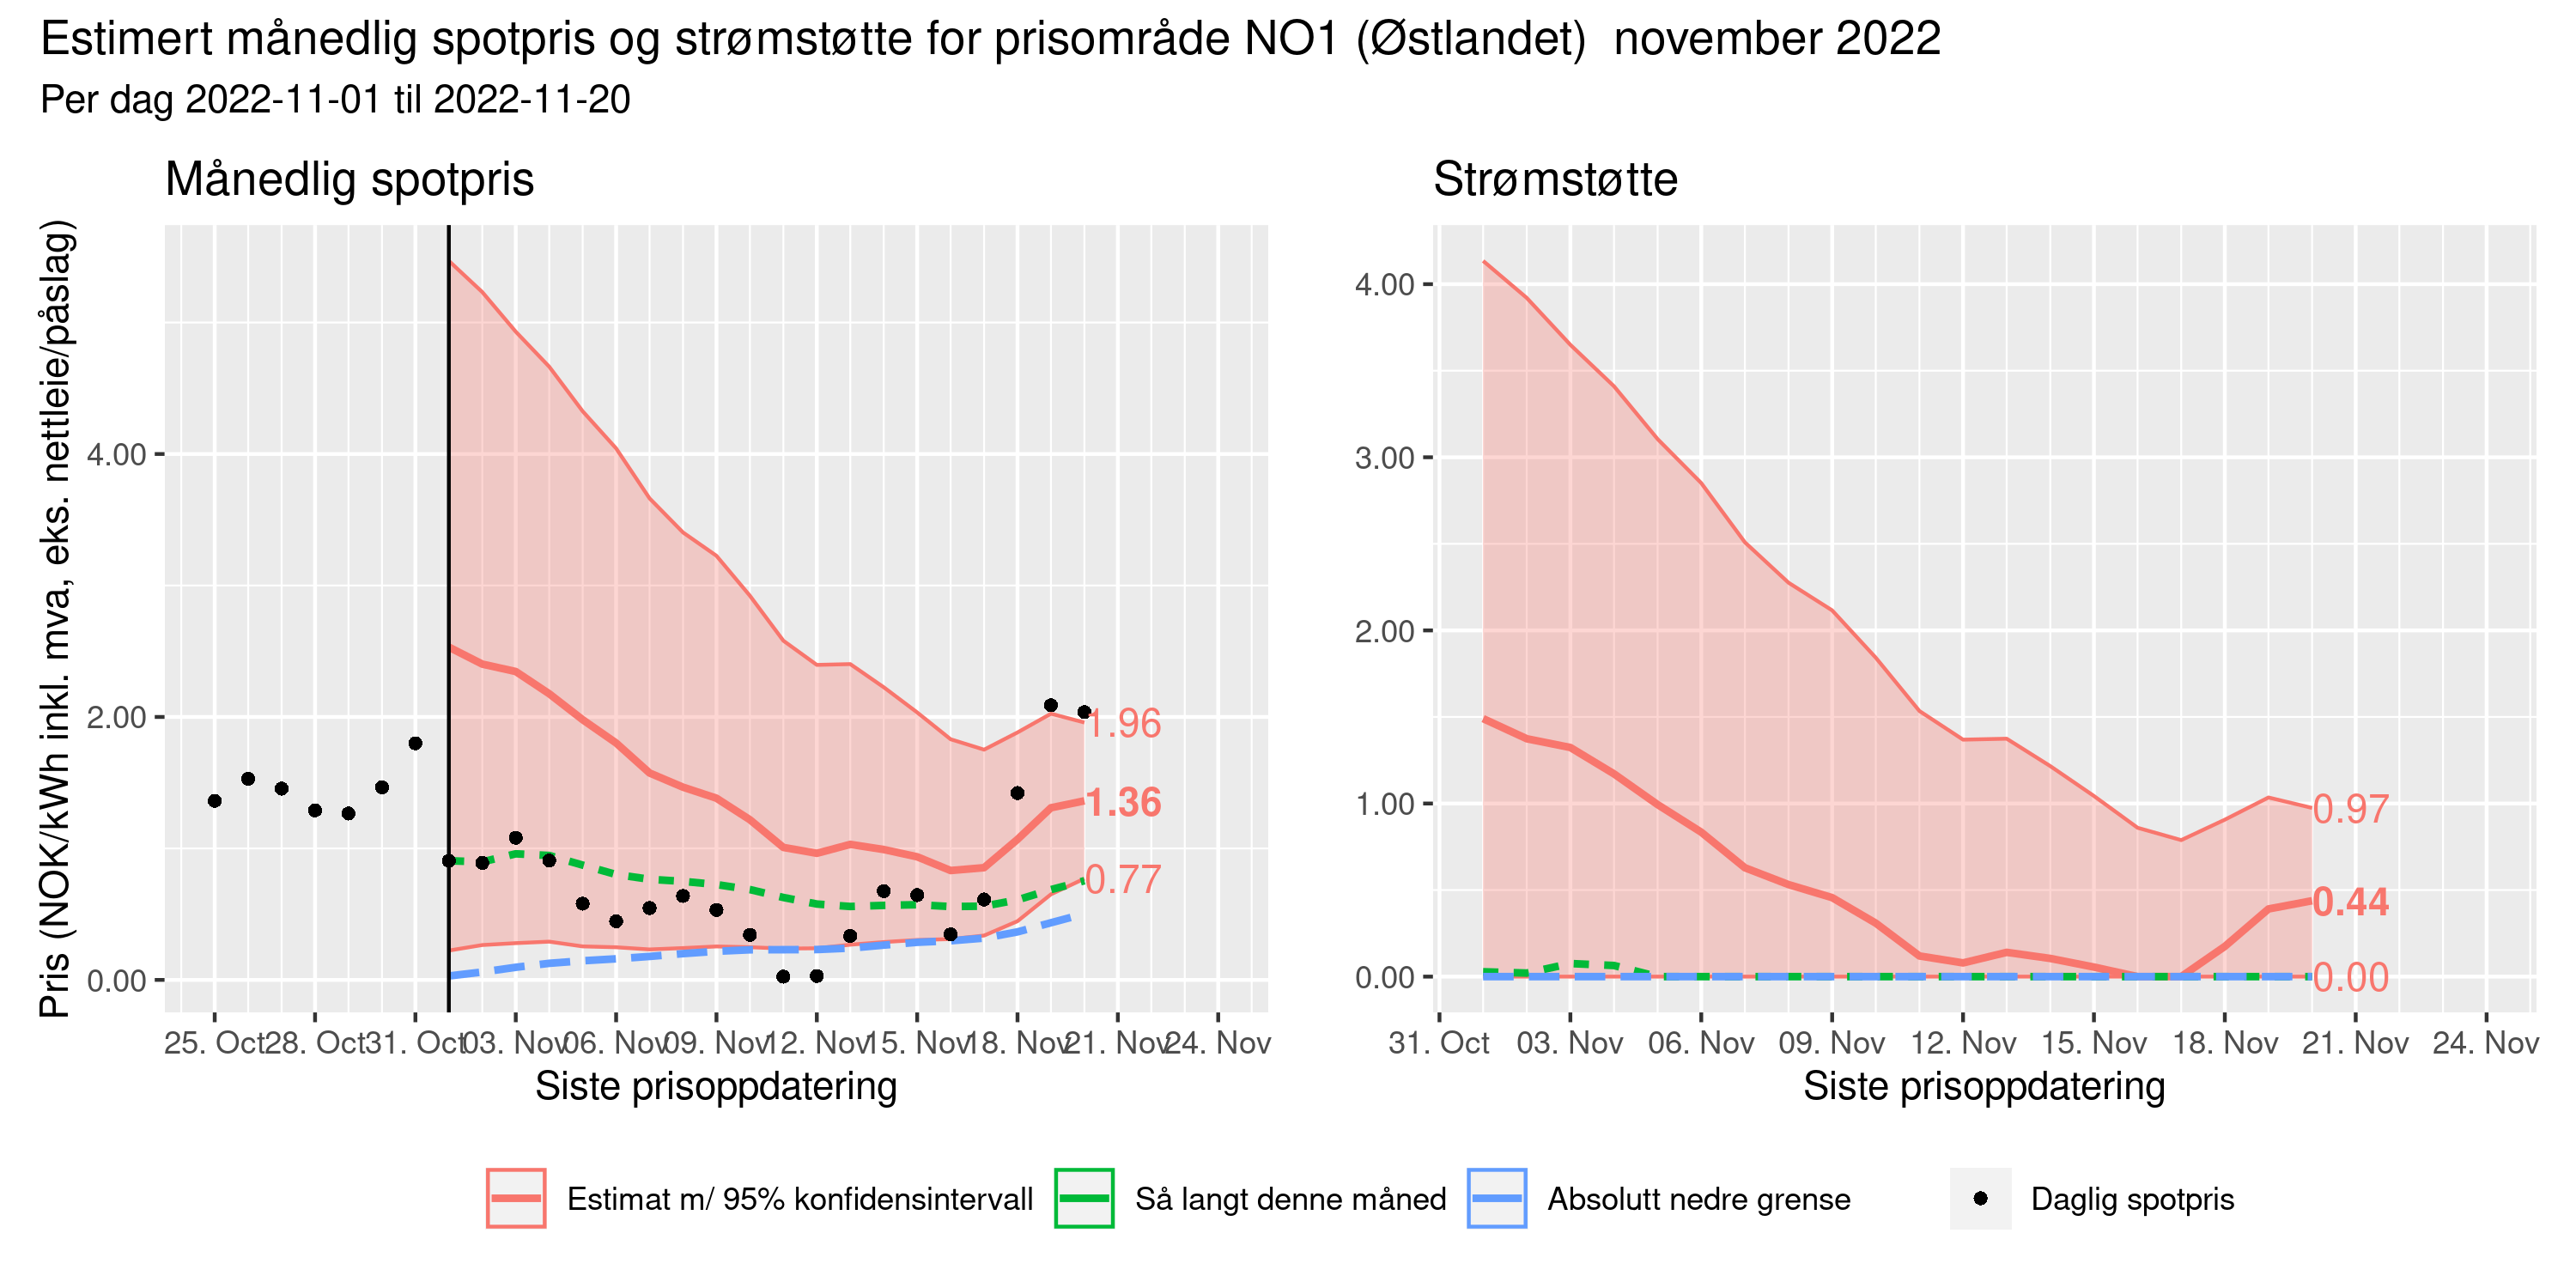 Estimert månedlig spotpris og strømstøtte for prisområde NO1 (Østlandet)  november 2022
Per dag 2022-11-01 til 2022-11-20
Månedlig spotpris
Pris (NOK/kWh inkl. mva, eks. nettleie/påslag)
4.00
2.00
0.00
1.96
1.36
0.77
25. Oct 28. Oct 31. Oct 03. Nov 06. Nov 09. Nov 12. Nov 15. Nov 18. Nov 21. Nov 24. Nov
Siste prisoppdatering
Strømstøtte
4.00
3.00
2.00
1.00
0.00
0.97
0.44
0.00
31. Oct 03. Nov 06. Nov 09. Nov 12. Nov 15. Nov 18. Nov 21. Nov 24. Nov
Siste prisoppdatering
Estimat m/ 95% konfidensintervall Så langt denne måned Absolutt nedre grense Daglig spotpris